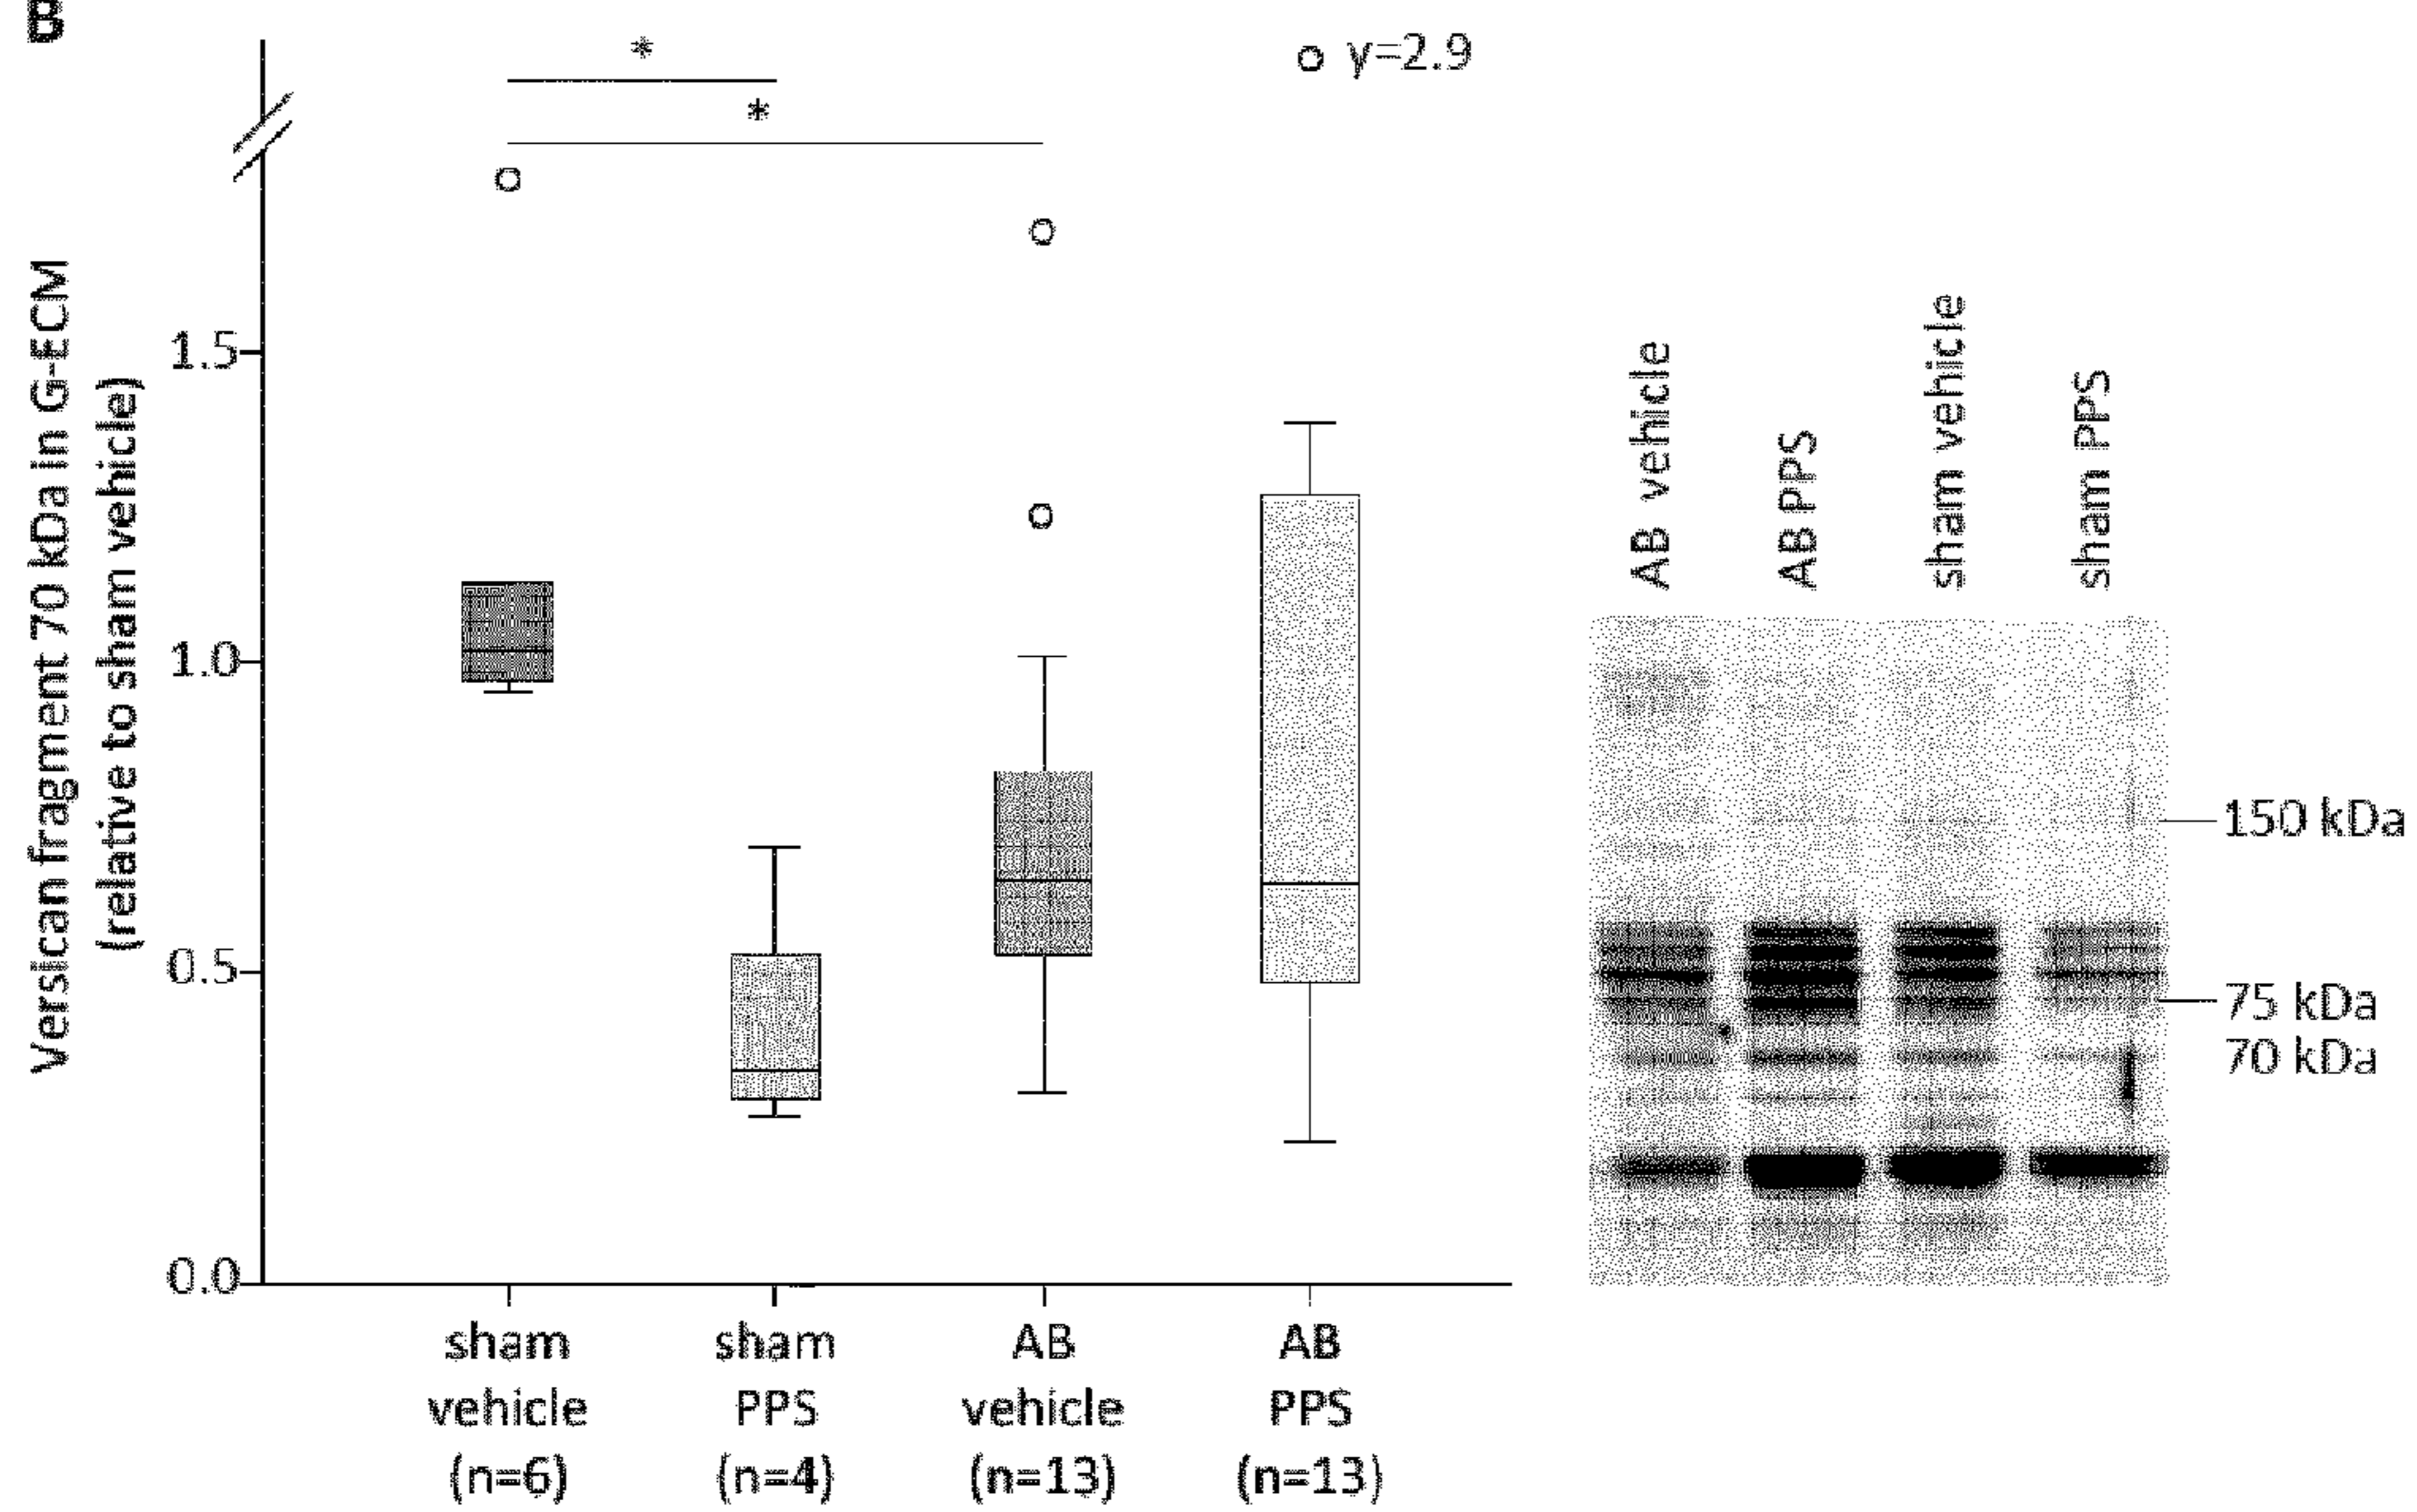 B
*
*
y=2.9
Versican fragment 70 kDa in G-ECM
(relative to sham vehicle)
1.5
1.0
0.5
0.0
sham
vehicle
(n=6)
sham
PPS
(n=4)
AB
vehicle
(n=13)
AB
PPS
(n=13)
AB vehicle
AB PPS
sham vehicle
sham PPS
150 kDa
75 kDa
70 kDa